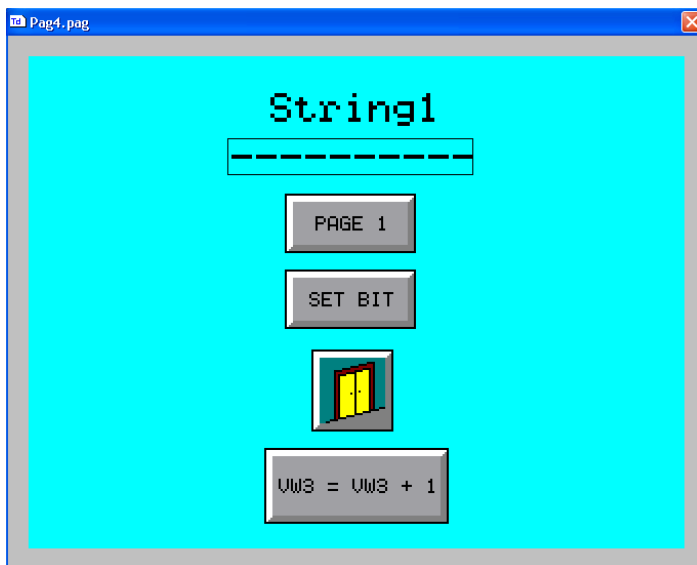 Pag4.pag
String1
----------
PAGE 1
SET BIT
VW3 = VW3 + 1